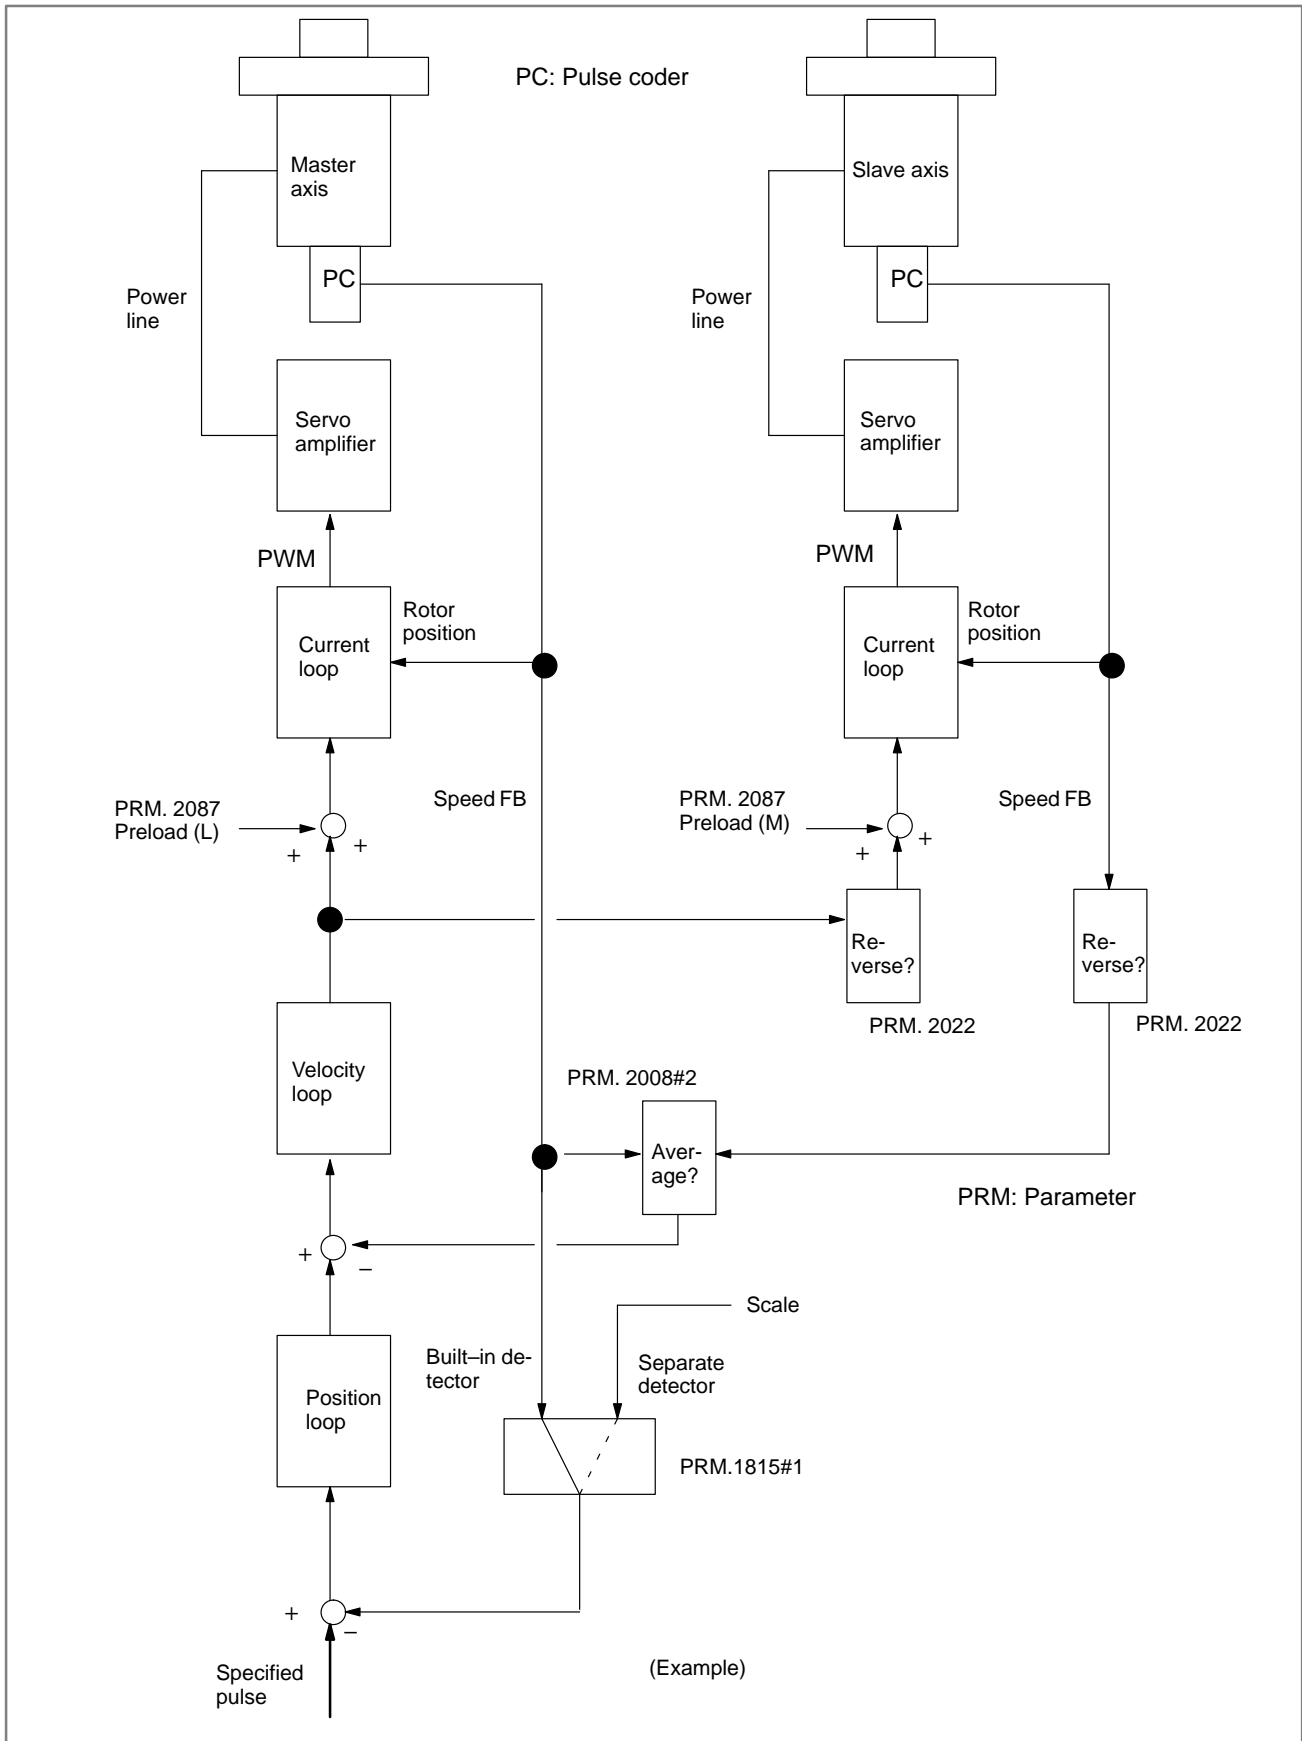 PC: Pulse coder
Master
axis
Slave axis
PC
PC
Power
line
Power
line
Servo
amplifier
Servo
amplifier
PWM
PWM
Rotor
position
Rotor
position
Current
loop
Current
loop
PRM. 2087
Preload (L)
+
+
Speed FB
PRM. 2087
Preload (M)
+
+
Speed FB
Re-
verse?
Re-
verse?
PRM. 2022
PRM. 2022
Velocity
loop
PRM. 2008#2
Aver-
age?
PRM: Parameter
+
–
Scale
Built–in de-
tector
Separate
detector
Position
loop
PRM.1815#1
+
–
Specified
pulse
(Example)